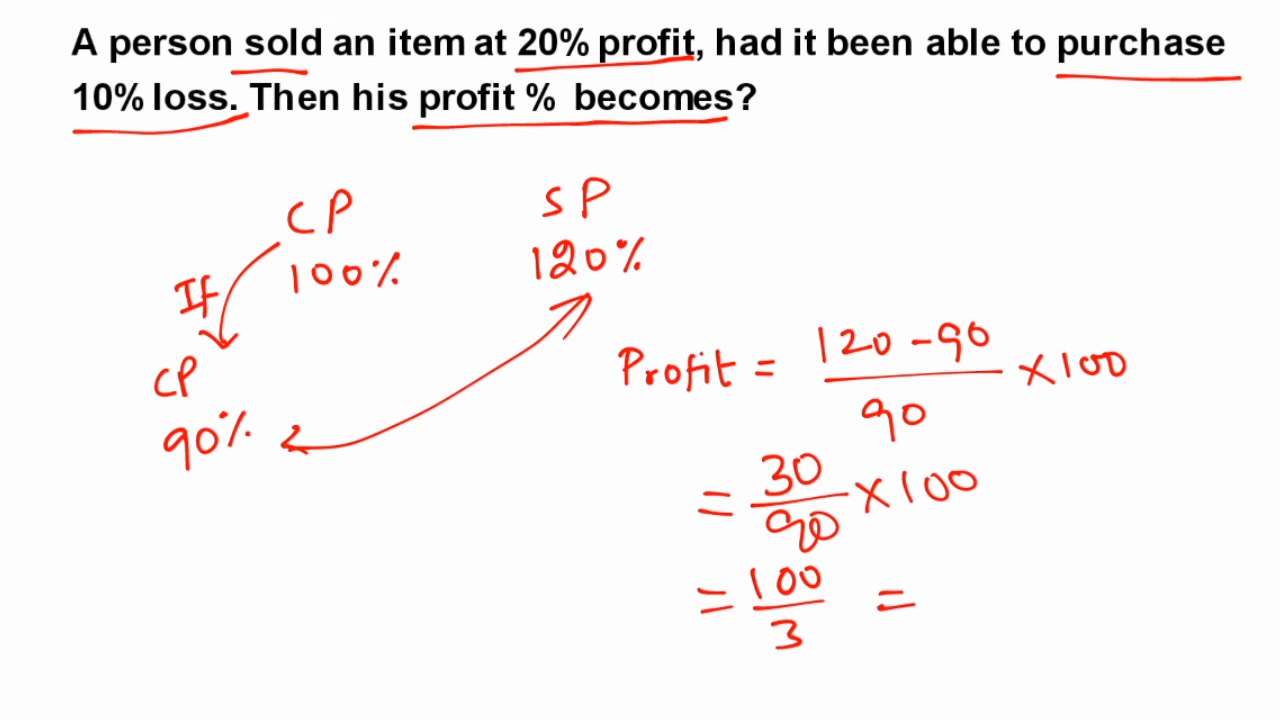 A person sold an item at 20% profit, had it been able to purchase
10% loss. Then his profit % becomes?
CP
SP
100%
120%
If
CP
90%
Profit = 120 - 90 / 90 × 100
= 30 / 90 × 100
= 100 / 3 =